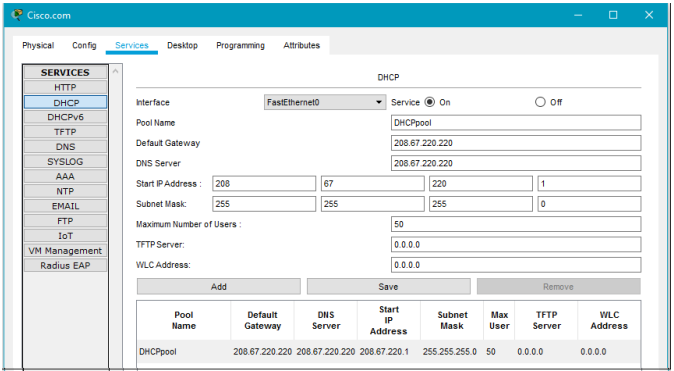 Cisco.com
Physical Config Services Desktop Programming Attributes
SERVICES
HTTP
DHCP
DHCPv6
TFTP
DNS
SYSLOG
AAA
NTP
EMAIL
FTP
IoT
VM Management
Radius EAP
DHCP
Interface FastEthernet0 Service On Off
Pool Name DHCPpool
Default Gateway 208.67.220.220
DNS Server 208.67.220.220
Start IP Address : 208 67 220 1
Subnet Mask: 255 255 255 0
Maximum Number of Users : 50
TFTP Server: 0.0.0.0
WLC Address: 0.0.0.0
Add Save Remove
Pool Name Default Gateway DNS Server Start IP Address Subnet Mask Max User TFTP Server WLC Address
DHCPpool 208.67.220.220 208.67.220.220 208.67.220.1 255.255.255.0 50 0.0.0.0 0.0.0.0